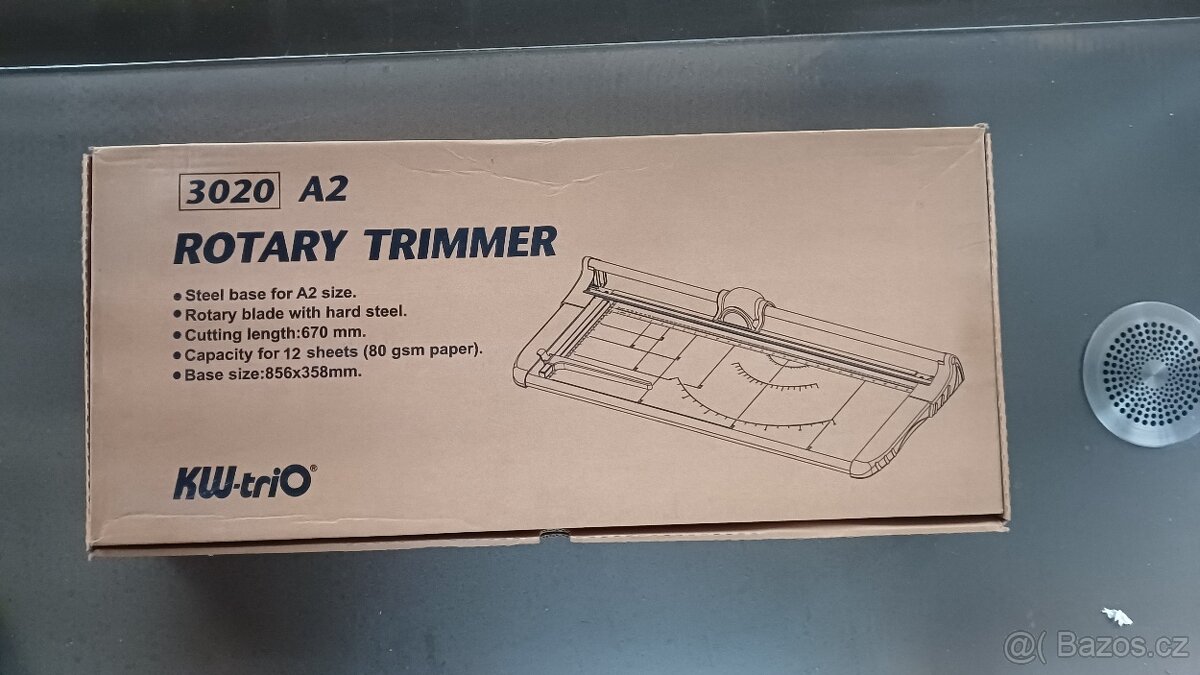 3020 A2
ROTARY TRIMMER
• Steel base for A2 size.
• Rotary blade with hard steel.
• Cutting length:670 mm.
• Capacity for 12 sheets (80 gsm paper).
• Base size:856x358mm.
KW-triO®
@( Bazos.cz